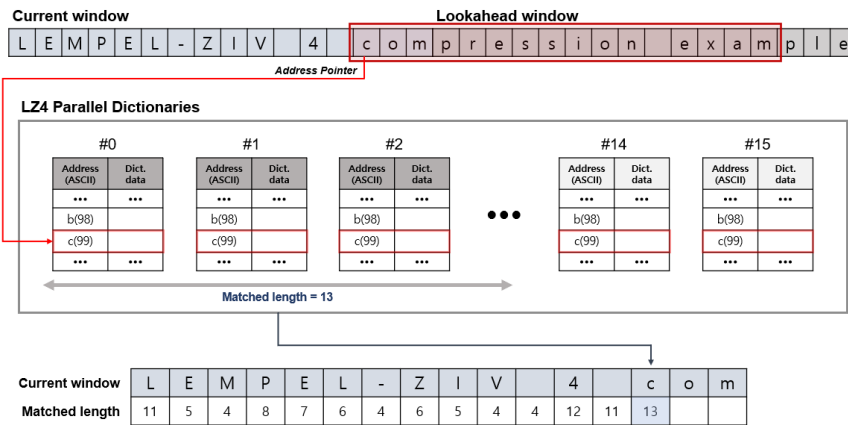 Current window Lookahead window
L E M P E L - Z I V 4 c o m p r e s s i o n e x a m p l e
Address Pointer
LZ4 Parallel Dictionaries
#0 #1 #2 #14 #15
Address (ASCII) Dict. data Address (ASCII) Dict. data Address (ASCII) Dict. data Address (ASCII) Dict. data Address (ASCII) Dict. data
••• ••• ••• ••• ••• ••• ••• ••• ••• •••
b(98) b(98) b(98) ••• b(98) b(98)
c(99) c(99) c(99) c(99) c(99)
••• ••• ••• ••• ••• ••• ••• ••• ••• •••
Matched length = 13
Current window L E M P E L - Z I V 4 c o m
Matched length 11 5 4 8 7 6 4 6 5 4 4 12 11 13